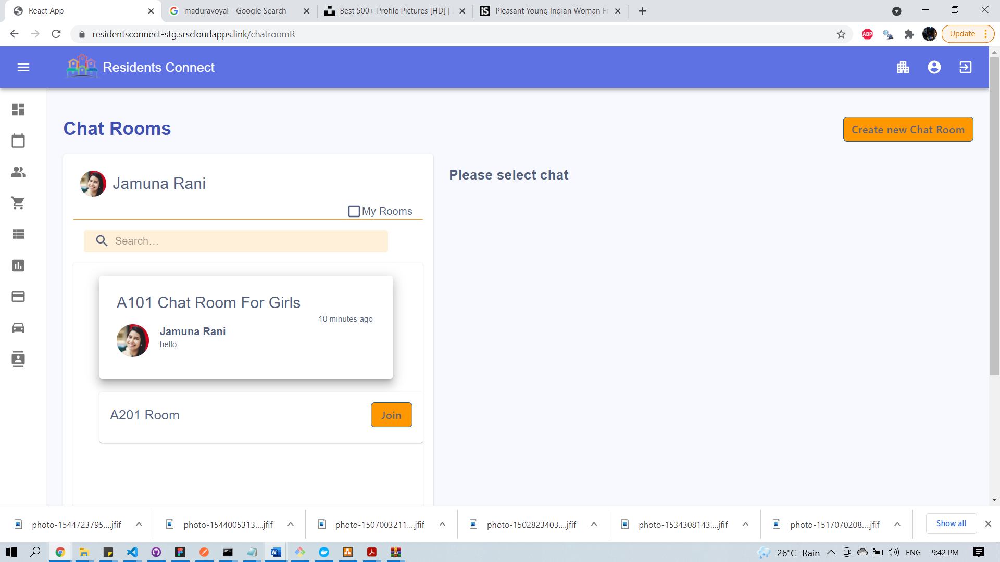 React App
maduravoyal - Google Search
Best 500+ Profile Pictures [HD] |
Pleasant Young Indian Woman Fr
residentsconnect-stg.srscloudapps.link/chatroomR
ABP
Update
Residents Connect
Chat Rooms
Create new Chat Room
Jamuna Rani
Please select chat
My Rooms
Search…
A101 Chat Room For Girls
10 minutes ago
Jamuna Rani
hello
A201 Room
Join
photo-1544723795....jfif
photo-1544005313....jfif
photo-1507003211....jfif
photo-1502823403....jfif
photo-1534308143....jfif
photo-1517070208....jfif
Show all
26°C Rain
ENG
9:42 PM